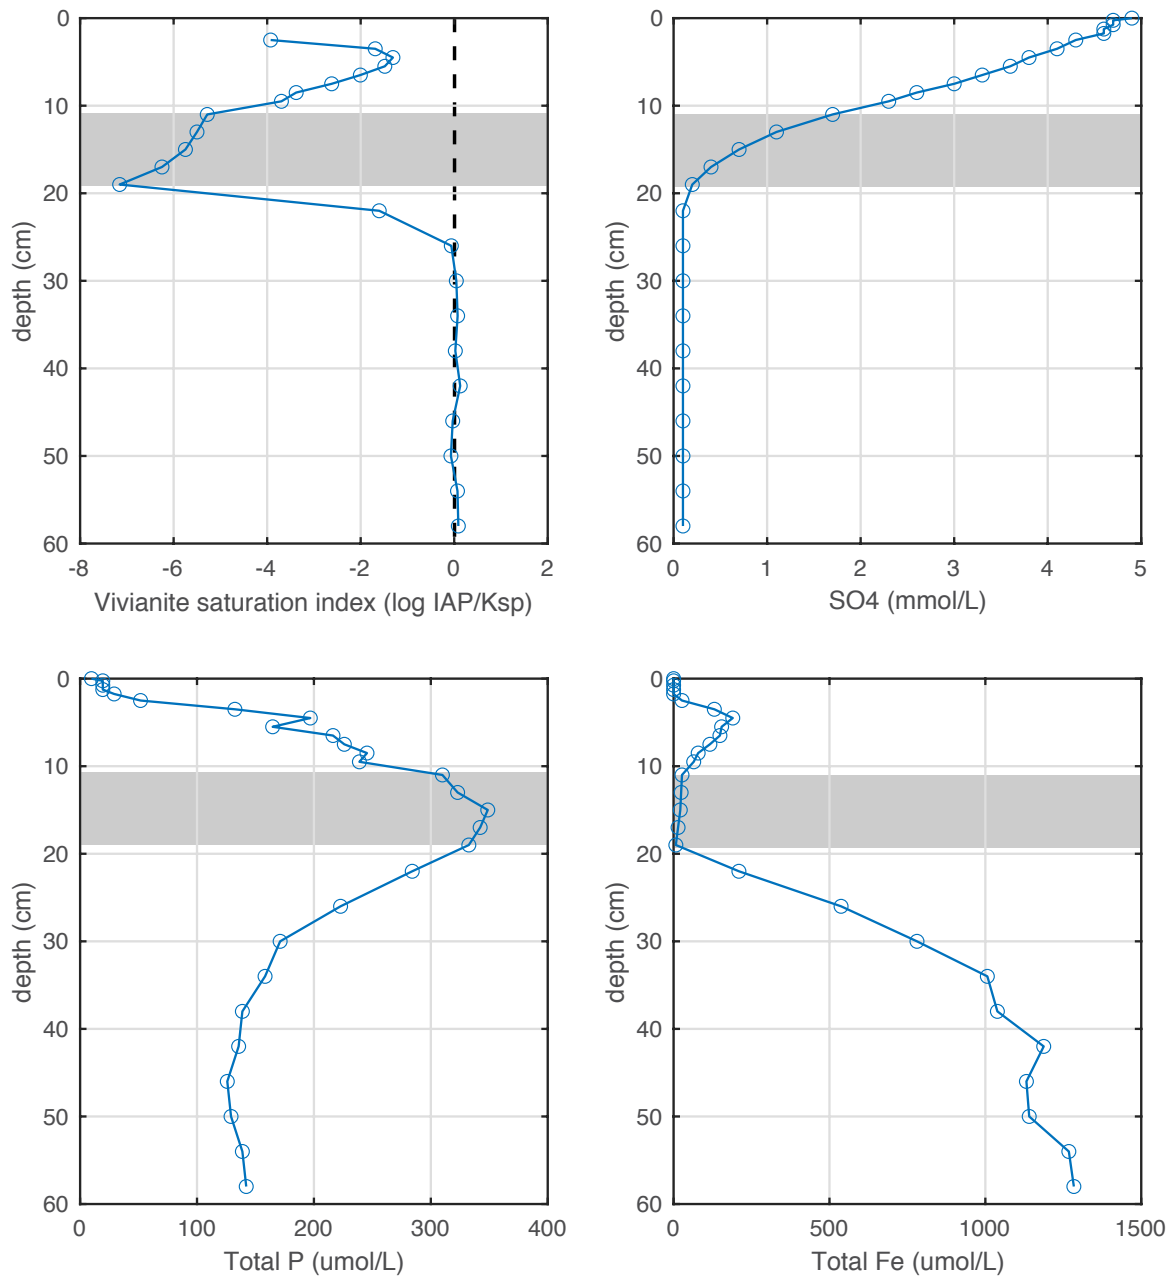 0
10
20
30
40
50
60
depth (cm)
-8 -6 -4 -2 0 2
Vivianite saturation index (log IAP/Ksp)
0
10
20
30
40
50
60
depth (cm)
0 1 2 3 4 5
SO4 (mmol/L)
0
10
20
30
40
50
60
depth (cm)
0 100 200 300 400
Total P (umol/L)
0
10
20
30
40
50
60
depth (cm)
0 500 1000 1500
Total Fe (umol/L)